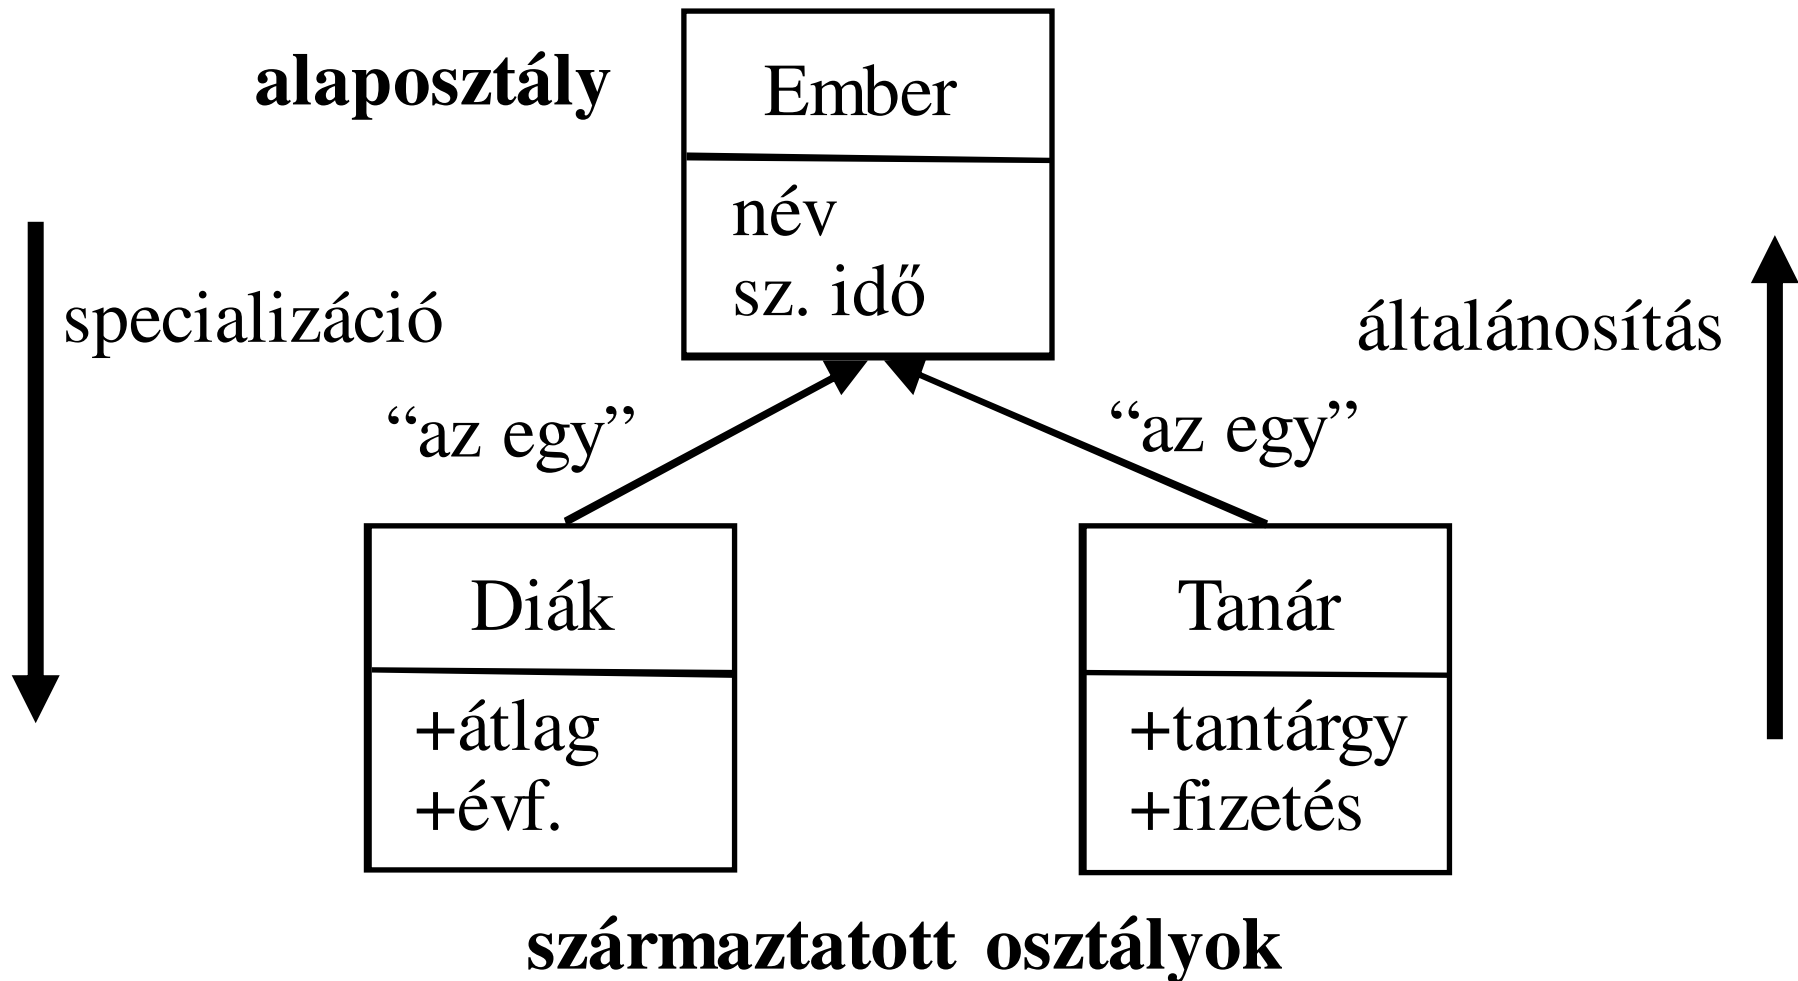 alaposztály
Ember
név
sz. idő
specializáció
általánosítás
“az egy”
“az egy”
Diák
+átlag
+évf.
Tanár
+tantárgy
+fizetés
származtatott osztályok